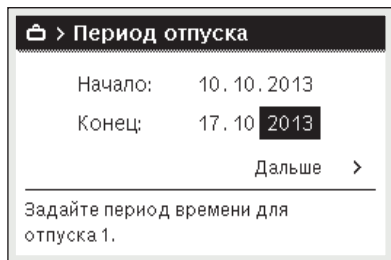 > Период отпуска
Начало: 10.10.2013
Конец: 17.10 2013
Дальше >
Задайте период времени для
отпуска 1.